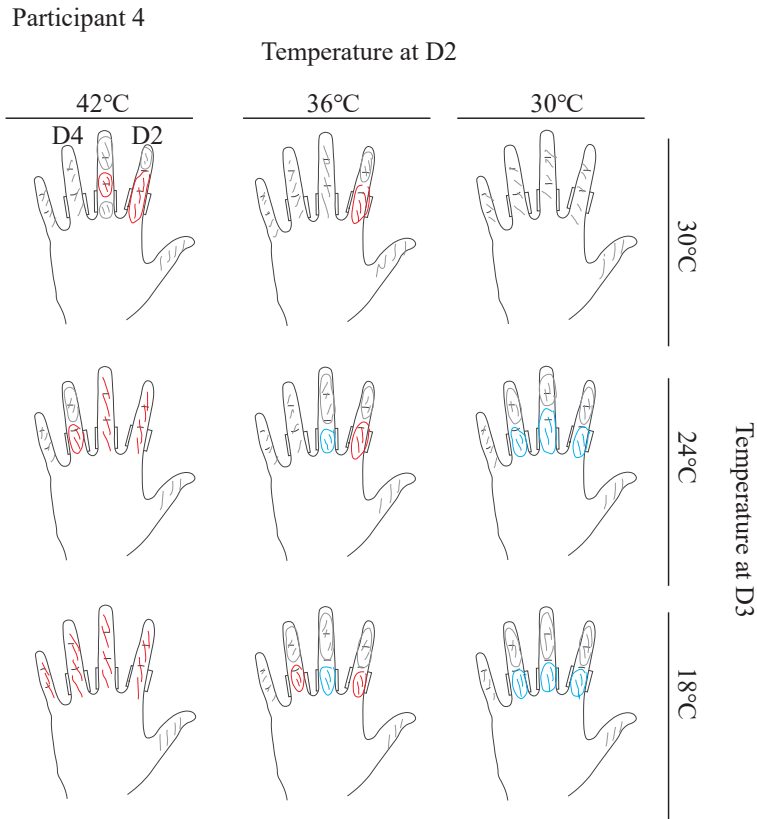 Participant 4
Temperature at D2
42°C
36°C
30°C
D4
D2
30°C
24°C
Temperature at D3
18°C